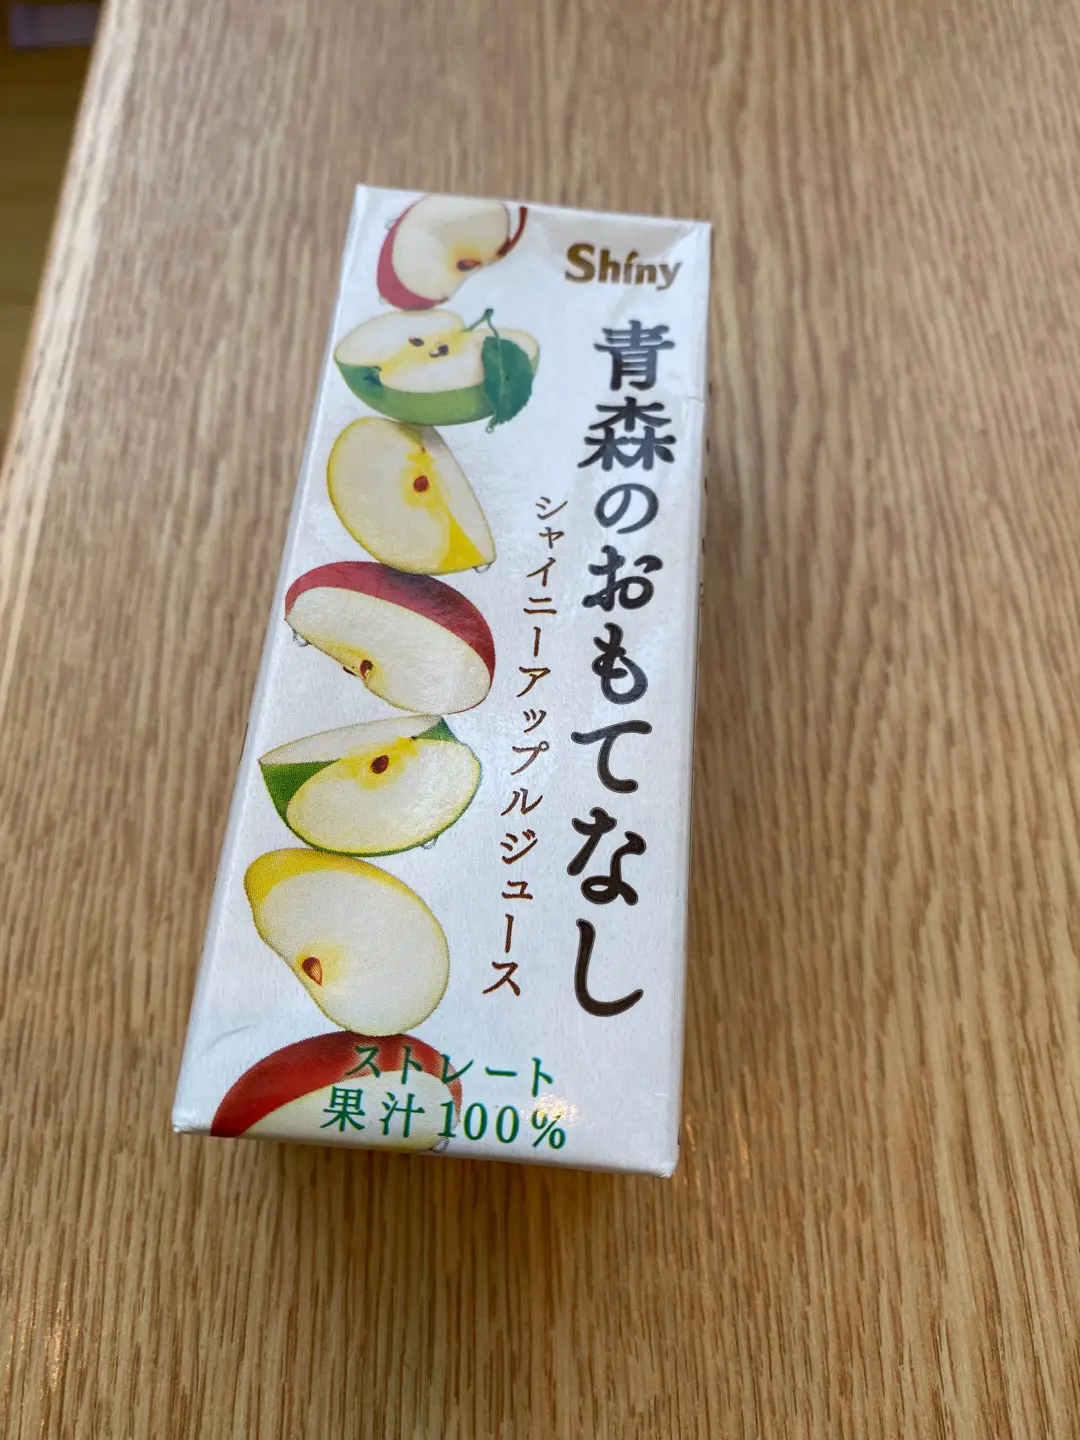 Shiny
青森のおもてなし
シャイニーアップルジュース
ストレート
果汁100%